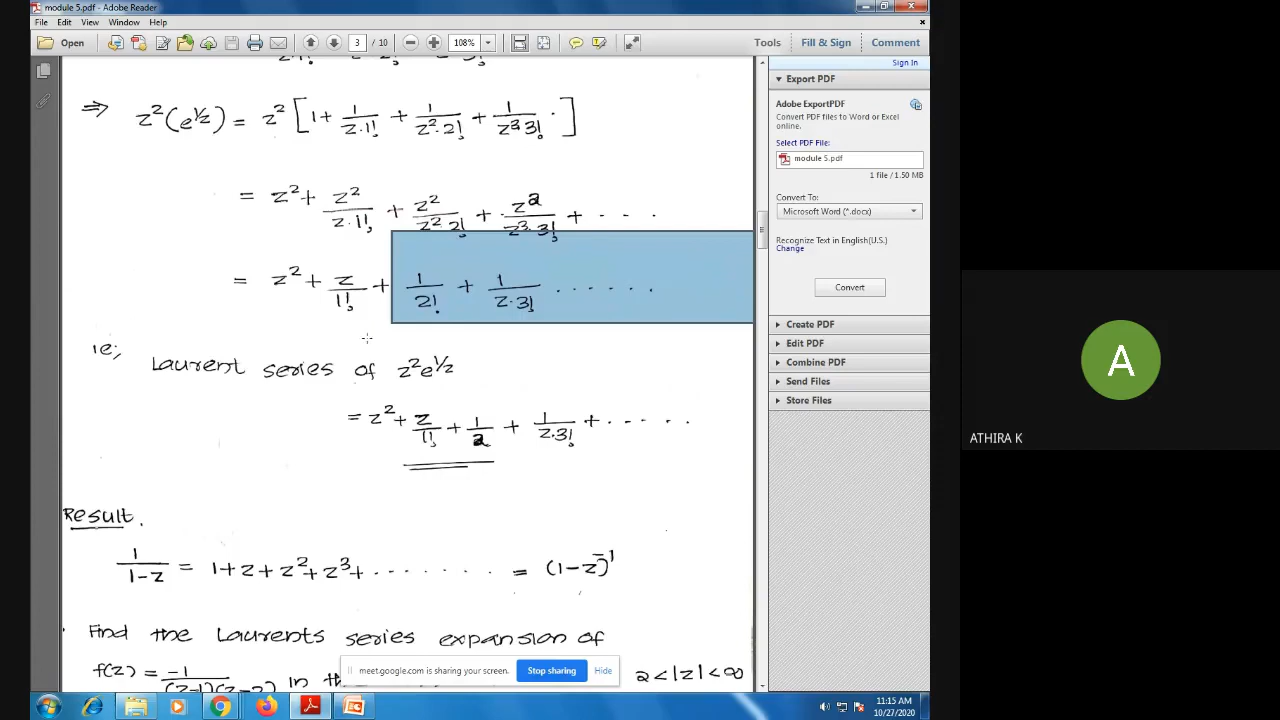 module 5.pdf - Adobe Reader
File Edit View Window Help
Open 3 / 10 108% Tools Fill & Sign Comment
Sign In
Export PDF
Adobe ExportPDF
Convert PDF files to Word or Excel
online.
Select PDF File:
module 5.pdf
1 file / 1.50 MB
Convert To:
Microsoft Word (*.docx)
Recognize Text in English(U.S.)
Change
Convert
Create PDF
Edit PDF
Combine PDF
Send Files
Store Files
⇒ z²(e^1/z) = z² [1 + 1/z·1! + 1/z²·2! + 1/z³3! · ]
= z² + z²/z·1! + z²/z²·2! + z²/z³·3! + · · ·
= z² + z/1! + 1/2! + 1/z·3! · · · · · ·
ie; Laurent series of z²e^1/z
= z² + z/1! + 1/2 + 1/z·3! + · · · · ·
Result.
1/1-z = 1 + z + z² + z³ + · · · · · · · = (1-z)^-1
Find the Laurents series expansion of
f(z) = -1/(z-1)(z-2) in the 2 < |z| < ∞
meet.google.com is sharing your screen. Stop sharing Hide
A
ATHIRA K
11:15 AM
10/27/2020